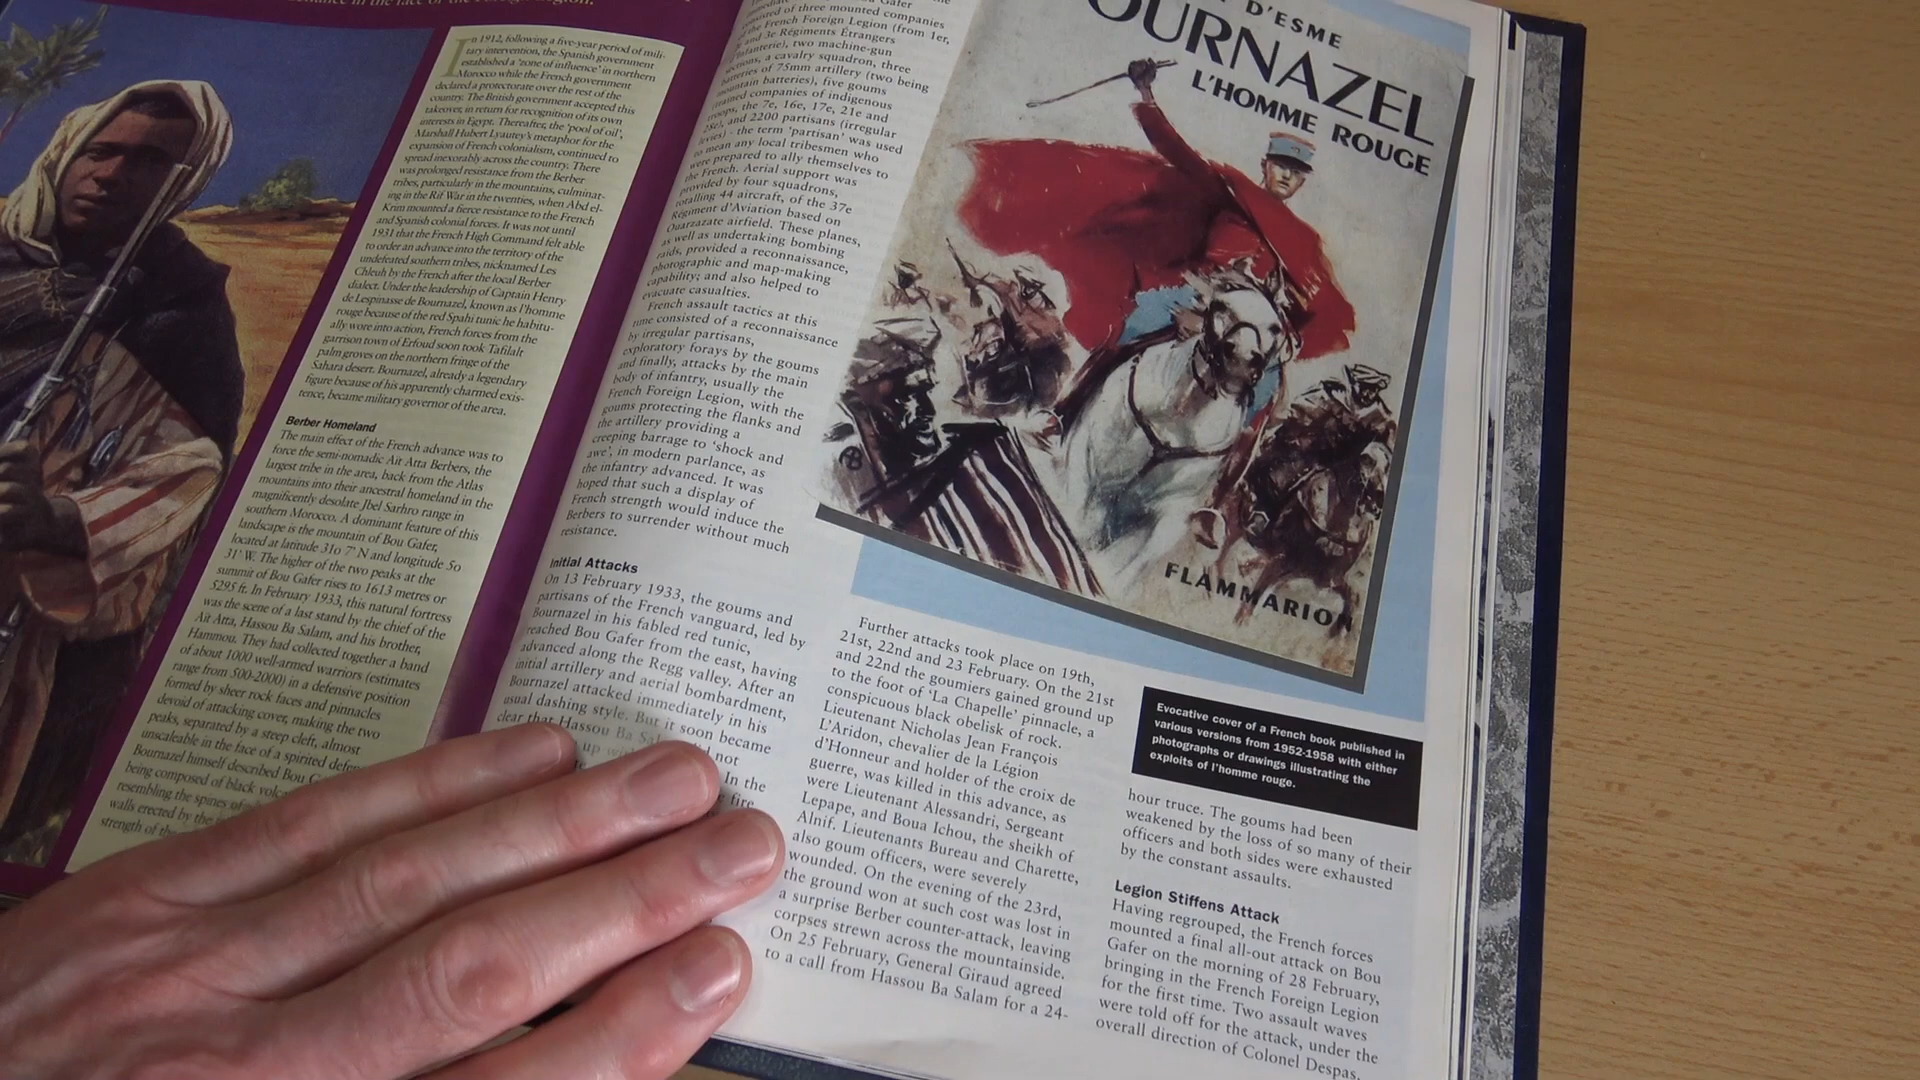 In 1912, following a five-year period of mili-
tary intervention, the Spanish government
established a 'zone of influence' in northern
Morocco while the French government
declared a protectorate over the rest of the
country. The British government accepted this
takeover, in return for recognition of its own
interests in Egypt. Thereafter, the 'pool of oil',
Marshall Hubert Lyautey's metaphor for the
expansion of French colonialism, continued to
spread inexorably across the country. There
was prolonged resistance from the Berber
tribes, particularly in the mountains, culminat-
ing in the Rif War in the twenties, when Abd el-
Krim mounted a fierce resistance to the French
and Spanish colonial forces. It was not until
1931 that the French High Command felt able
to order an advance into the territory of the
undefeated southern tribes, nicknamed Les
Chleuh by the French after the local Berber
dialect. Under the leadership of Captain Henry
de Lespinasse de Bournazel, known as l'homme
rouge because of the red Spahi tunic he habitu-
ally wore into action, French forces from the
garrison town of Erfoud soon took Tafilalt
palm groves on the northern fringe of the
Sahara desert. Bournazel, already a legendary
figure because of his apparently charmed exis-
tence, became military governor of the area.
Berber Homeland
The main effect of the French advance was to
force the semi-nomadic Ait Atta Berbers, the
largest tribe in the area, back from the Atlas
mountains into their ancestral homeland in the
magnificently desolate Jbel Sarhro range in
southern Morocco. A dominant feature of this
landscape is the mountain of Bou Gafer,
located at latitude 31o 7' N and longitude 5o
31' W. The higher of the two peaks at the
summit of Bou Gafer rises to 1613 metres or
5295 ft. In February 1933, this natural fortress
was the scene of a last stand by the chief of the
Ait Atta, Hassou Ba Salam, and his brother,
Hammou. They had collected together a band
of about 1000 well-armed warriors (estimates
range from 500-2000) in a defensive position
formed by sheer rock faces and pinnacles
devoid of attacking cover, making the two
peaks, separated by a steep cleft, almost
unscaleable in the face of a spirited
Bournazel himself described Bou
being composed of black
resembling the spines of
walls erected by the
strength of the
Gafer
consisted of three mounted companies
of the French Foreign Legion (from 1er,
and 3e Régiments Étrangers
Infanterie), two machine-gun
sections, a cavalry squadron, three
batteries of 75mm artillery (two being
mountain batteries), five goums
(trained companies of indigenous
troops, the 7e, 16e, 17e, 21e and
28e), and 2200 partisans (irregular
levies) - the term 'partisan' was used
to mean any local tribesmen who
were prepared to ally themselves to
the French. Aerial support was
provided by four squadrons,
totalling 44 aircraft, of the 37e
Régiment d'Aviation based on
Ouarzazate airfield. These planes,
as well as undertaking bombing
raids, provided a reconnaissance,
photographic and map-making
capability; and also helped to
evacuate casualties.
French assault tactics at this
time consisted of a reconnaissance
by irregular partisans,
exploratory forays by the goums
and finally, attacks by the main
body of infantry, usually the
French Foreign Legion, with the
goums protecting the flanks and
the artillery providing a
creeping barrage to 'shock and
awe', in modern parlance, as
the infantry advanced. It was
hoped that such a display of
French strength would induce the
Berbers to surrender without much
resistance.
Initial Attacks
On 13 February 1933, the goums and
partisans of the French vanguard, led by
Bournazel in his fabled red tunic,
reached Bou Gafer from the east, having
advanced along the Regg valley. After an
initial artillery and aerial bombardment,
Bournazel attacked immediately in his
usual dashing style. But it soon became
clear that Hassou Ba not
up
In the
fire
D'ESME
OURNAZEL
L'HOMME ROUGE
FLAMMARION
Further attacks took place on 19th,
21st, 22nd and 23 February. On the 21st
and 22nd the goumiers gained ground up
to the foot of 'La Chapelle' pinnacle, a
conspicuous black obelisk of rock.
Lieutenant Nicholas Jean François
L'Aridon, chevalier de la Légion
d'Honneur and holder of the croix de
guerre, was killed in this advance, as
were Lieutenant Alessandri, Sergeant
Lepape, and Boua Ichou, the sheikh of
Alnif. Lieutenants Bureau and Charette,
also goum officers, were severely
wounded. On the evening of the 23rd,
the ground won at such cost was lost in
a surprise Berber counter-attack, leaving
corpses strewn across the mountainside.
On 25 February, General Giraud agreed
to a call from Hassou Ba Salam for a 24-
Evocative cover of a French book published in
various versions from 1952-1958 with either
photographs or drawings illustrating the
exploits of l'homme rouge.
hour truce. The goums had been
weakened by the loss of so many of their
officers and both sides were exhausted
by the constant assaults.
Legion Stiffens Attack
Having regrouped, the French forces
mounted a final all-out attack on Bou
Gafer on the morning of 28 February,
bringing in the French Foreign Legion
for the first time. Two assault waves
were told off for the attack, under the
overall direction of Colonel Despas.